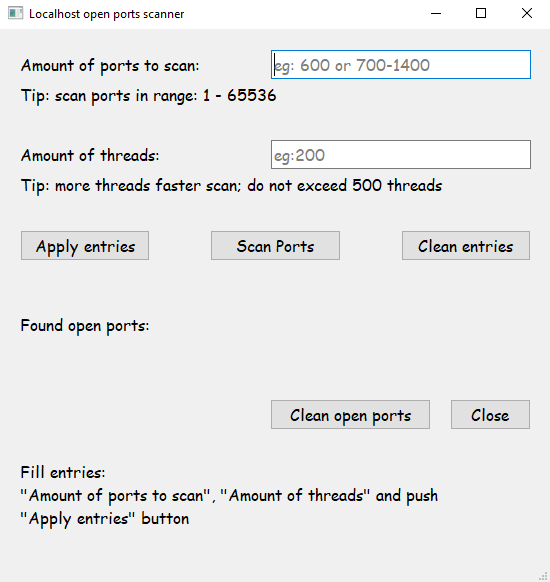 Localhost open ports scanner
Amount of ports to scan: eg: 600 or 700-1400
Tip: scan ports in range: 1 - 65536
Amount of threads: eg:200
Tip: more threads faster scan; do not exceed 500 threads
Apply entries Scan Ports Clean entries
Found open ports:
Clean open ports Close
Fill entries:
"Amount of ports to scan", "Amount of threads" and push
"Apply entries" button